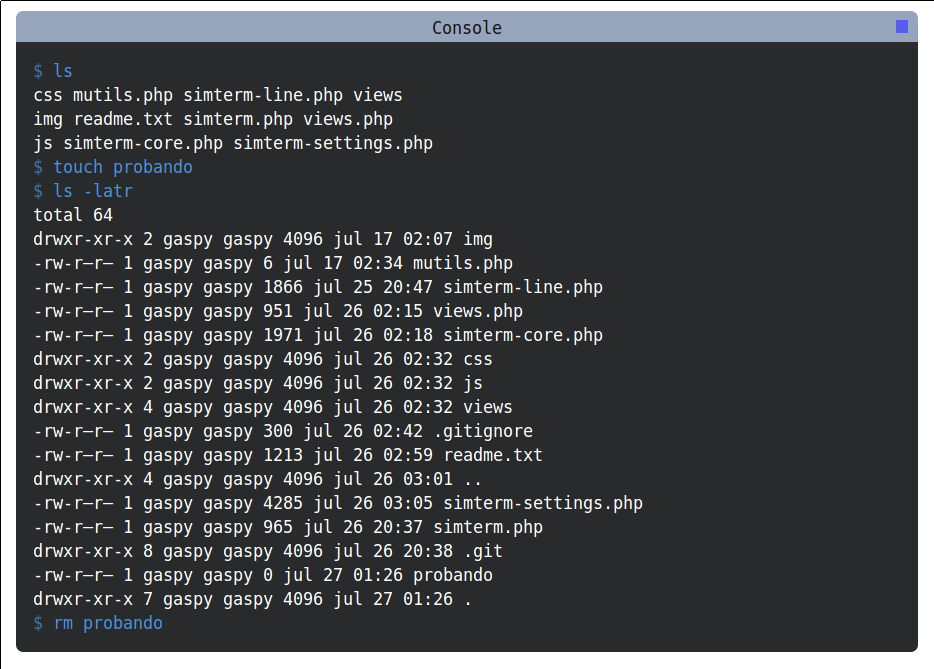 Console
$ ls
css mutils.php simterm-line.php views
img readme.txt simterm.php views.php
js simterm-core.php simterm-settings.php
$ touch probando
$ ls -latr
total 64
drwxr-xr-x 2 gaspy gaspy 4096 jul 17 02:07 img
-rw-r–r– 1 gaspy gaspy 6 jul 17 02:34 mutils.php
-rw-r–r– 1 gaspy gaspy 1866 jul 25 20:47 simterm-line.php
-rw-r–r– 1 gaspy gaspy 951 jul 26 02:15 views.php
-rw-r–r– 1 gaspy gaspy 1971 jul 26 02:18 simterm-core.php
drwxr-xr-x 2 gaspy gaspy 4096 jul 26 02:32 css
drwxr-xr-x 2 gaspy gaspy 4096 jul 26 02:32 js
drwxr-xr-x 4 gaspy gaspy 4096 jul 26 02:32 views
-rw-r–r– 1 gaspy gaspy 300 jul 26 02:42 .gitignore
-rw-r–r– 1 gaspy gaspy 1213 jul 26 02:59 readme.txt
drwxr-xr-x 4 gaspy gaspy 4096 jul 26 03:01 ..
-rw-r–r– 1 gaspy gaspy 4285 jul 26 03:05 simterm-settings.php
-rw-r–r– 1 gaspy gaspy 965 jul 26 20:37 simterm.php
drwxr-xr-x 8 gaspy gaspy 4096 jul 26 20:38 .git
-rw-r–r– 1 gaspy gaspy 0 jul 27 01:26 probando
drwxr-xr-x 7 gaspy gaspy 4096 jul 27 01:26 .
$ rm probando